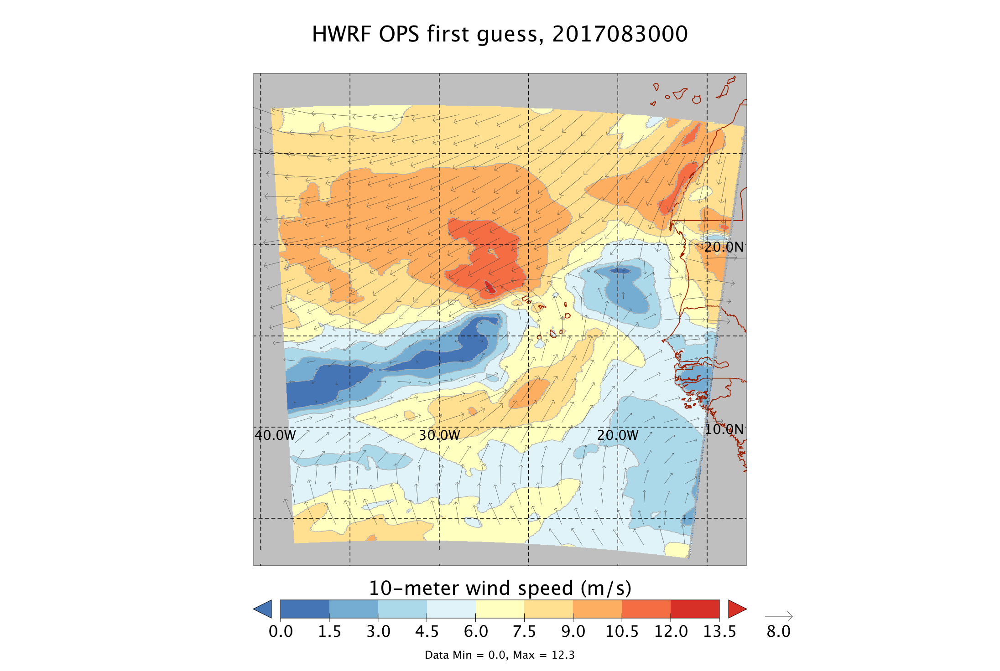 HWRF OPS first guess, 2017083000
20.0N
10.0N
40.0W 30.0W 20.0W
10-meter wind speed (m/s)
0.0 1.5 3.0 4.5 6.0 7.5 9.0 10.5 12.0 13.5 8.0
Data Min = 0.0, Max = 12.3